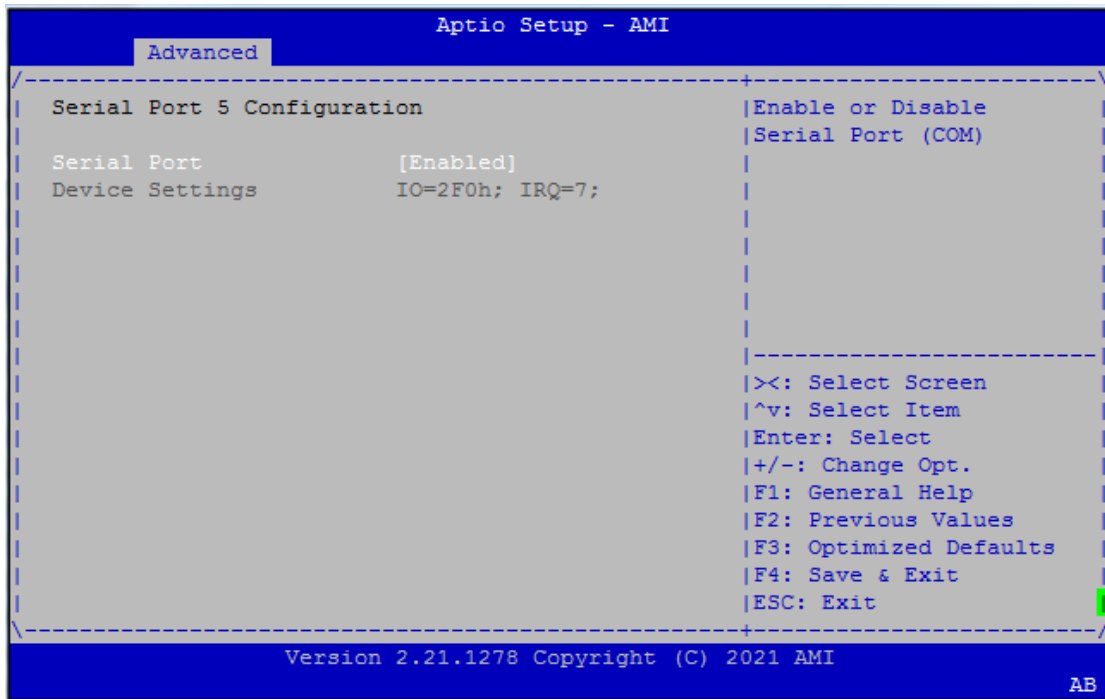 Aptio Setup - AMI
Advanced
Serial Port 5 Configuration
Serial Port [Enabled]
Device Settings IO=2F0h; IRQ=7;
Enable or Disable
Serial Port (COM)
><: Select Screen
^v: Select Item
Enter: Select
+/-: Change Opt.
F1: General Help
F2: Previous Values
F3: Optimized Defaults
F4: Save & Exit
ESC: Exit
Version 2.21.1278 Copyright (C) 2021 AMI
AB